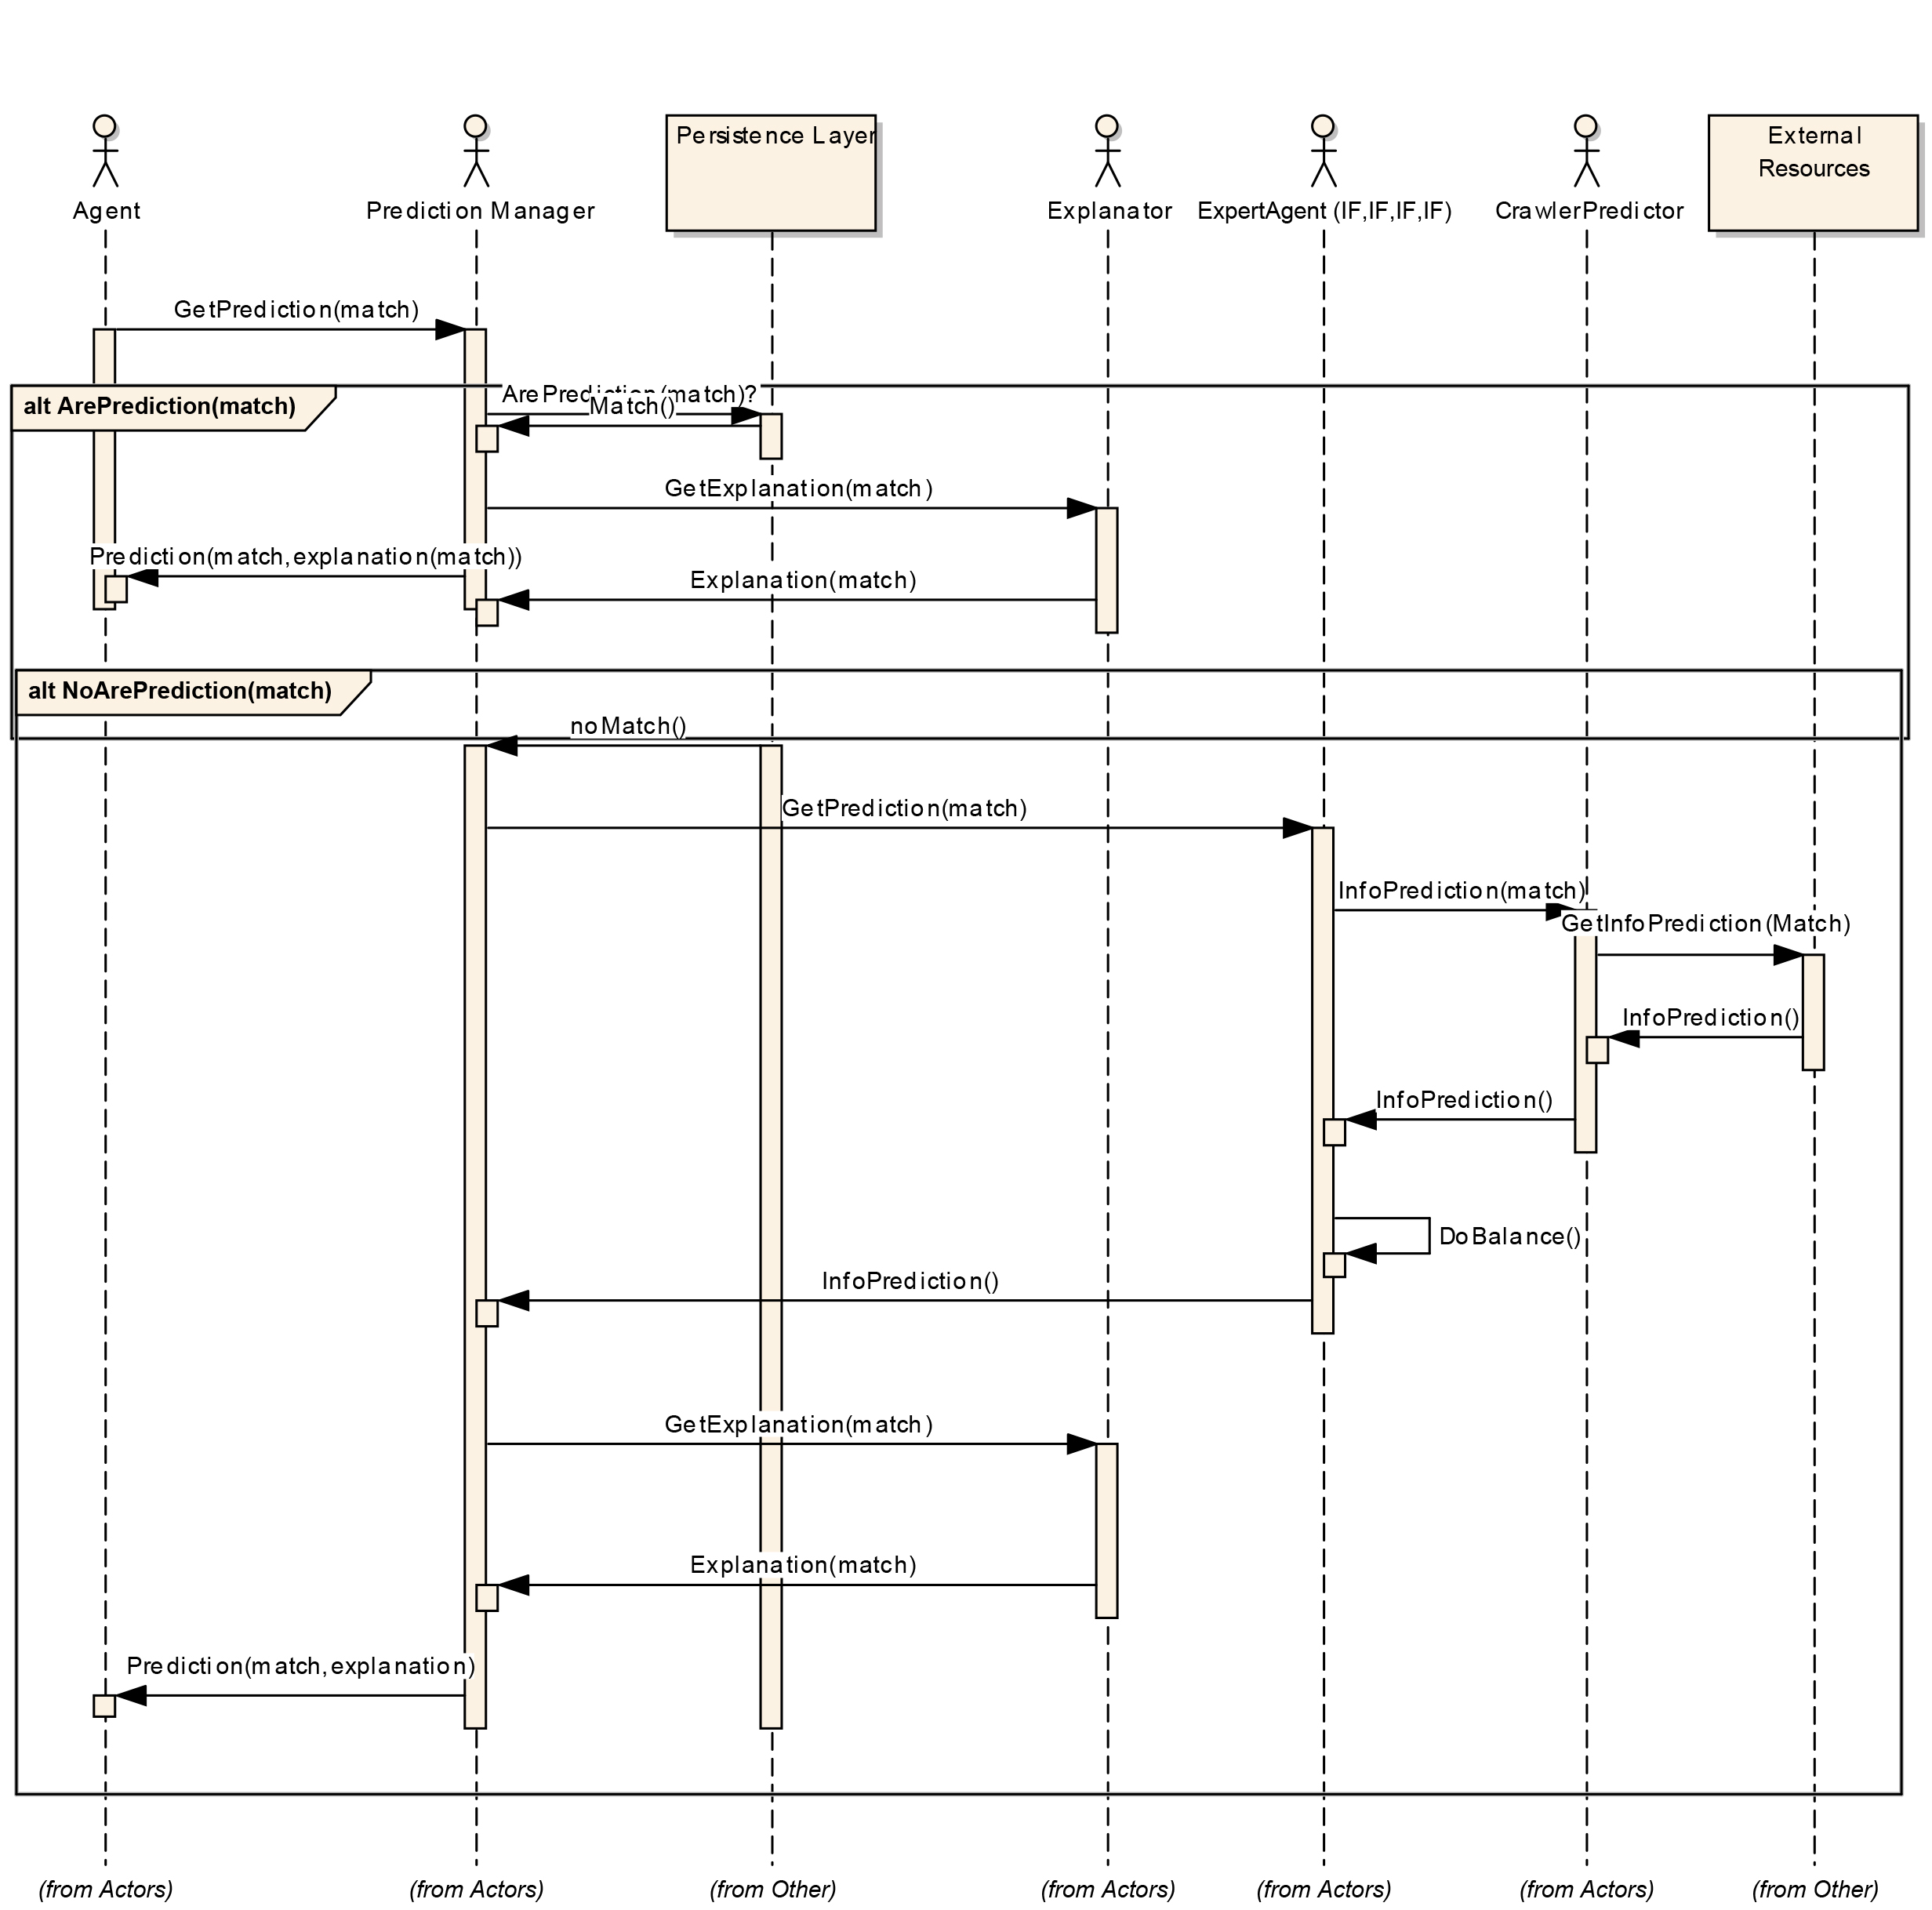 Agent
Prediction Manager
Persistence Layer
Explanator
ExpertAgent (IF,IF,IF,IF)
CrawlerPredictor
External
Resources
GetPrediction(match)
alt ArePrediction(match)
ArePrediction(match)?
Match()
GetExplanation(match)
Prediction(match,explanation(match))
Explanation(match)
alt NoArePrediction(match)
noMatch()
GetPrediction(match)
InfoPrediction(match)
GetInfoPrediction(Match)
InfoPrediction()
InfoPrediction()
DoBalance()
InfoPrediction()
GetExplanation(match)
Explanation(match)
Prediction(match,explanation)
(from Actors)
(from Actors)
(from Other)
(from Actors)
(from Actors)
(from Actors)
(from Other)